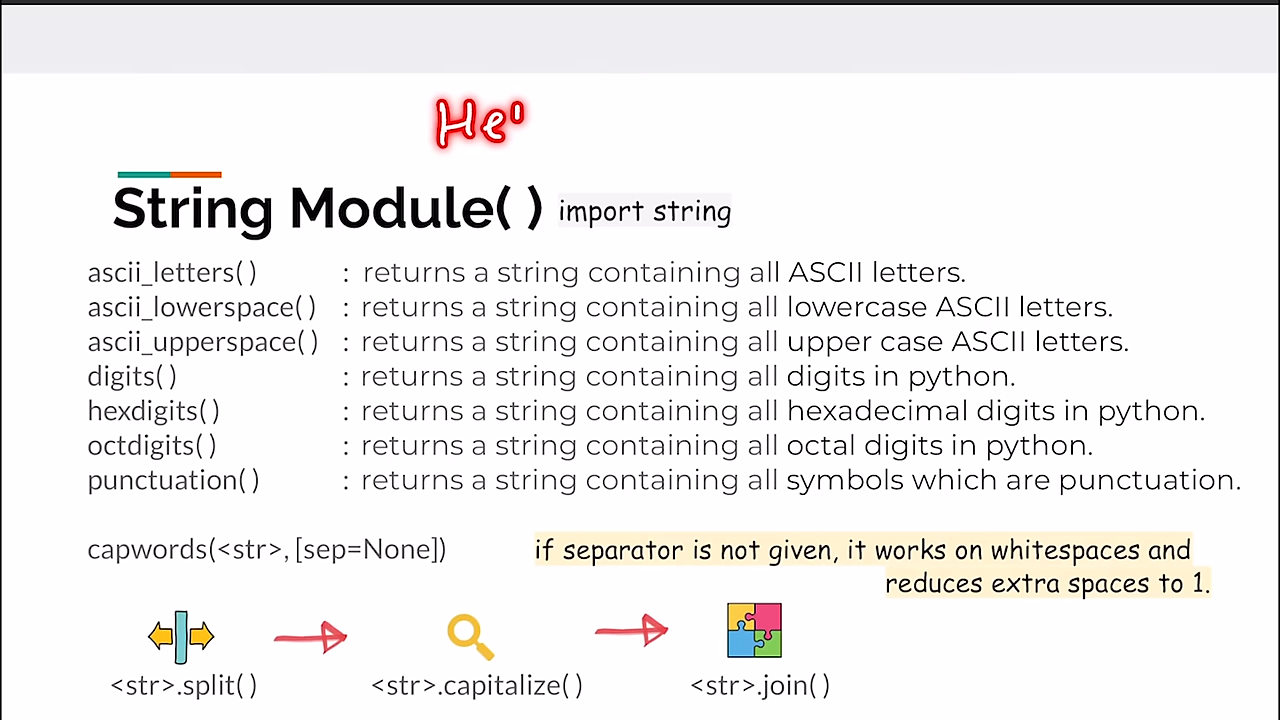 He'
String Module( ) import string
ascii_letters( ) : returns a string containing all ASCII letters.
ascii_lowerspace( ) : returns a string containing all lowercase ASCII letters.
ascii_upperspace( ) : returns a string containing all upper case ASCII letters.
digits( ) : returns a string containing all digits in python.
hexdigits( ) : returns a string containing all hexadecimal digits in python.
octdigits( ) : returns a string containing all octal digits in python.
punctuation( ) : returns a string containing all symbols which are punctuation.
capwords(<str>, [sep=None]) if separator is not given, it works on whitespaces and
reduces extra spaces to 1.
<str>.split( ) <str>.capitalize( ) <str>.join( )